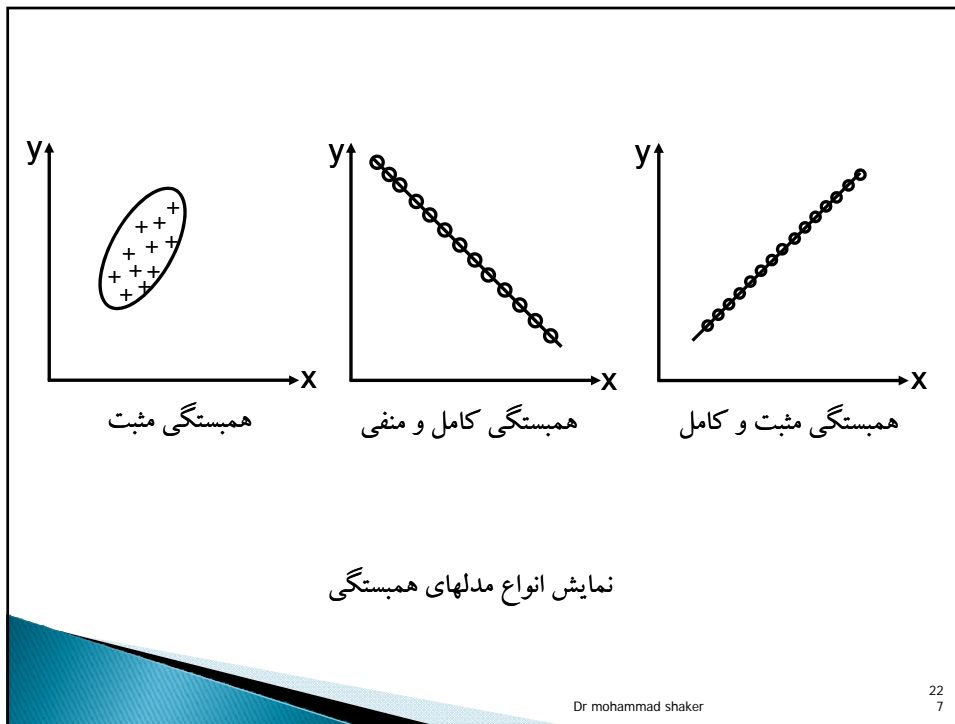 y y y
x x x
همبستگی مثبت و کامل
همبستگی کامل و منفی
همبستگی مثبت
نمایش انواع مدلهای همبستگی
Dr mohammad shaker
22
7